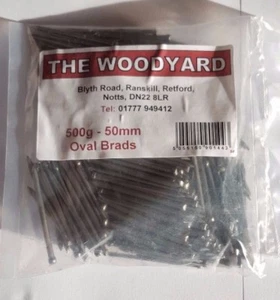 THE WOODYARD
Blyth Road, Ranskill, Retford,
Notts, DN22 8LR
Tel: 01777 949412
500g - 50mm
Oval Brads